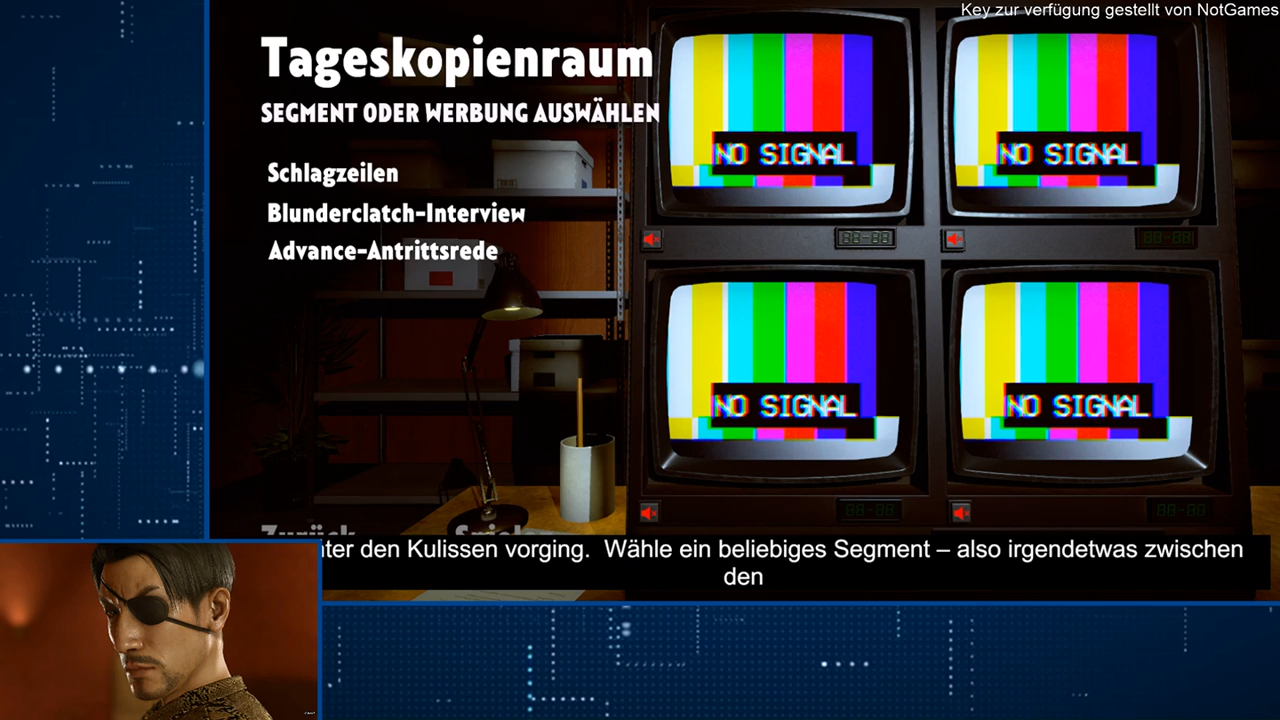 Key zur verfügung gestellt von NotGames
Tageskopienraum
SEGMENT ODER WERBUNG AUSWÄHLEN
Schlagzeilen
Blunderclatch-Interview
Advance-Antrittsrede
NO SIGNAL
NO SIGNAL
NO SIGNAL
NO SIGNAL
Zurück
den Kulissen vorging. Wähle ein beliebiges Segment – also irgendetwas zwischen
den